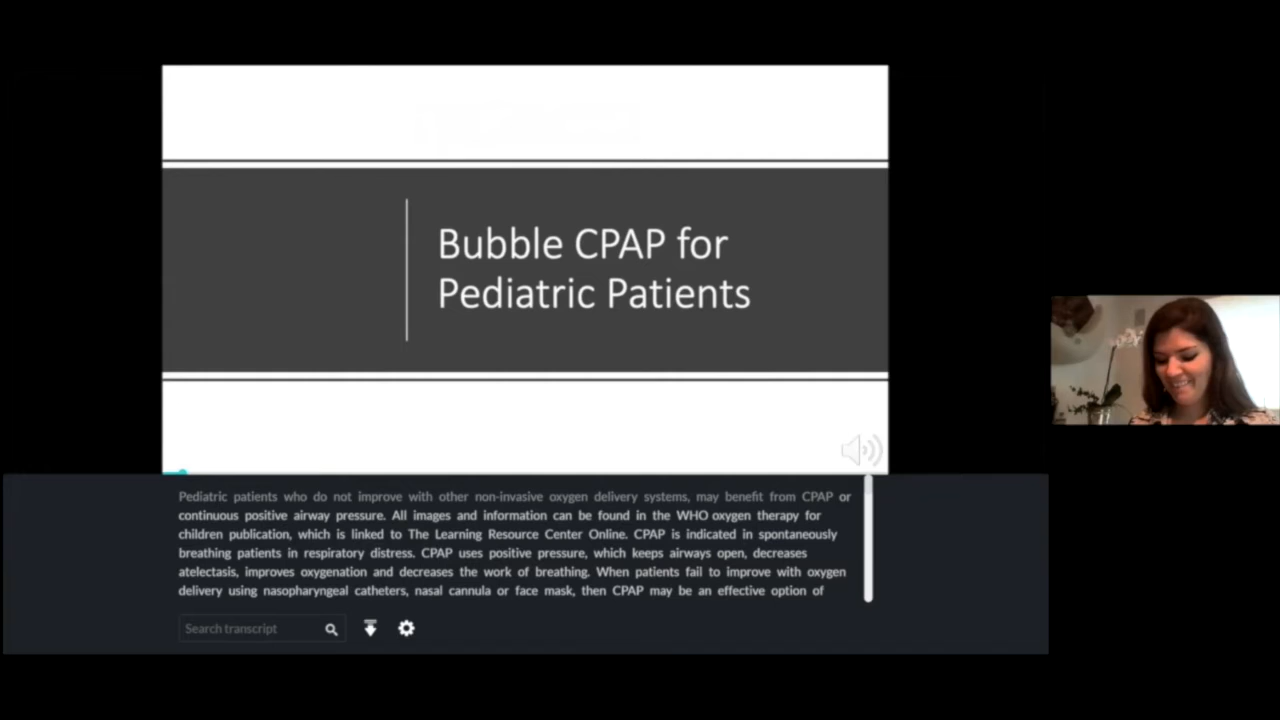 Bubble CPAP for
Pediatric Patients
Pediatric patients who do not improve with other non-invasive oxygen delivery systems, may benefit from CPAP or
continuous positive airway pressure. All images and information can be found in the WHO oxygen therapy for
children publication, which is linked to The Learning Resource Center Online. CPAP is indicated in spontaneously
breathing patients in respiratory distress. CPAP uses positive pressure, which keeps airways open, decreases
atelectasis, improves oxygenation and decreases the work of breathing. When patients fail to improve with oxygen
delivery using nasopharyngeal catheters, nasal cannula or face mask, then CPAP may be an effective option of
Search transcript